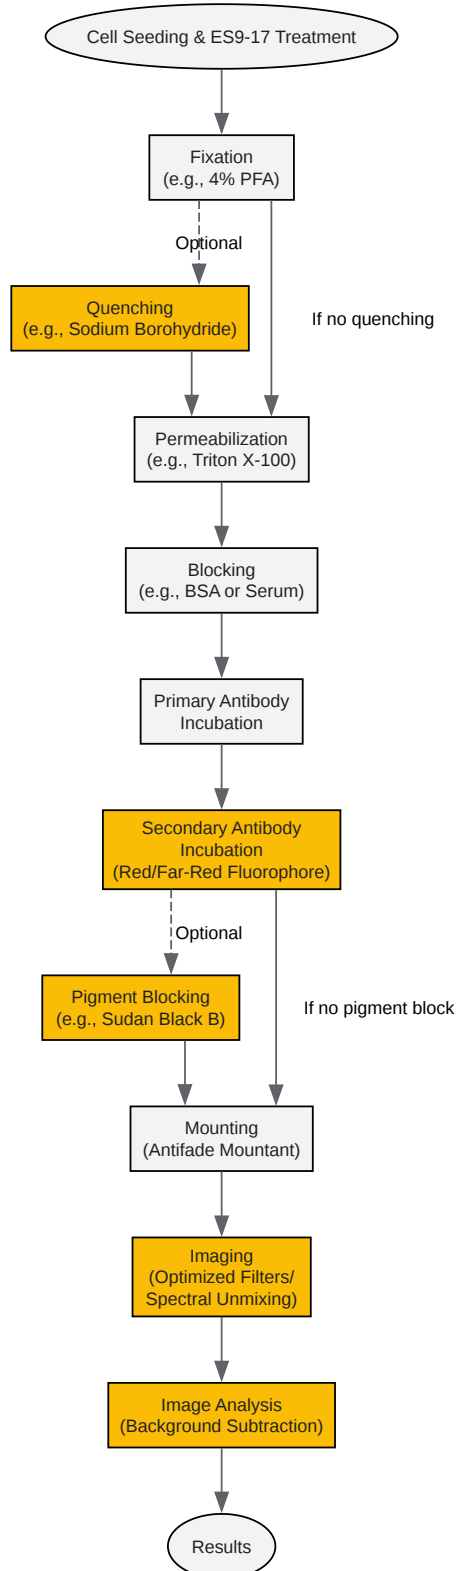 Cell Seeding & ES9-17 Treatment
Fixation
(e.g., 4% PFA)
Optional
Quenching
(e.g., Sodium Borohydride)
If no quenching
Permeabilization
(e.g., Triton X-100)
Blocking
(e.g., BSA or Serum)
Primary Antibody
Incubation
Secondary Antibody
Incubation
(Red/Far-Red Fluorophore)
Optional
Pigment Blocking
(e.g., Sudan Black B)
If no pigment block
Mounting
(Antifade Mountant)
Imaging
(Optimized Filters/
Spectral Unmixing)
Image Analysis
(Background Subtraction)
Results